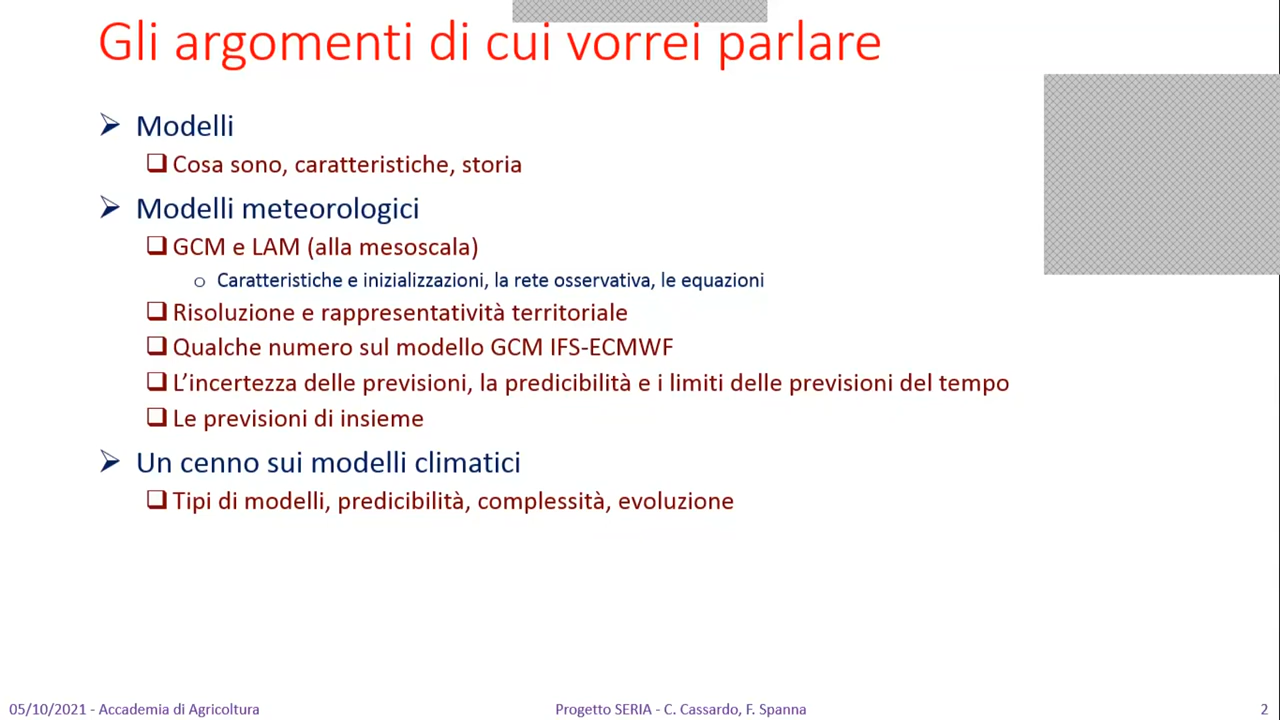 Gli argomenti di cui vorrei parlare
Modelli
Cosa sono, caratteristiche, storia
Modelli meteorologici
GCM e LAM (alla mesoscala)
Caratteristiche e inizializzazioni, la rete osservativa, le equazioni
Risoluzione e rappresentatività territoriale
Qualche numero sul modello GCM IFS-ECMWF
L’incertezza delle previsioni, la predicibilità e i limiti delle previsioni del tempo
Le previsioni di insieme
Un cenno sui modelli climatici
Tipi di modelli, predicibilità, complessità, evoluzione
05/10/2021 - Accademia di Agricoltura
Progetto SERIA - C. Cassardo, F. Spanna
2